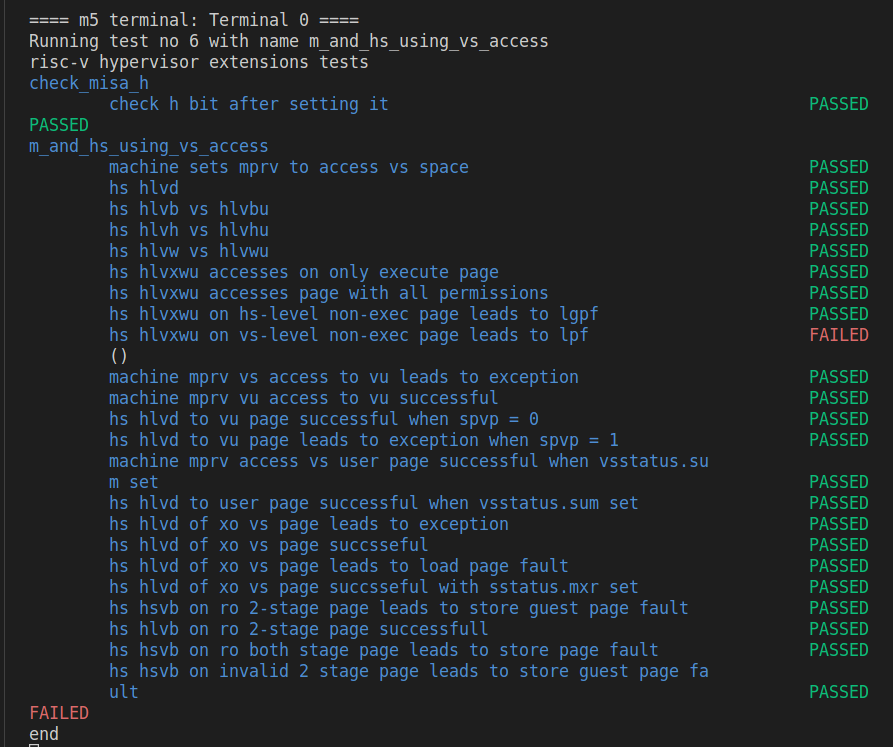 ==== m5 terminal: Terminal 0 ====
Running test no 6 with name m_and_hs_using_vs_access
risc-v hypervisor extensions tests
check_misa_h
check h bit after setting it PASSED
PASSED
m_and_hs_using_vs_access
machine sets mprv to access vs space PASSED
hs hlvd PASSED
hs hlvb vs hlvbu PASSED
hs hlvh vs hlvhu PASSED
hs hlvw vs hlvwu PASSED
hs hlvxwu accesses on only execute page PASSED
hs hlvxwu accesses page with all permissions PASSED
hs hlvxwu on hs-level non-exec page leads to lgpf PASSED
hs hlvxwu on vs-level non-exec page leads to lpf FAILED
()
machine mprv vs access to vu leads to exception PASSED
machine mprv vu access to vu successful PASSED
hs hlvd to vu page successful when spvp = 0 PASSED
hs hlvd to vu page leads to exception when spvp = 1 PASSED
machine mprv access vs user page successful when vsstatus.su
m set PASSED
hs hlvd to user page successful when vsstatus.sum set PASSED
hs hlvd of xo vs page leads to exception PASSED
hs hlvd of xo vs page succsseful PASSED
hs hlvd of xo vs page leads to load page fault PASSED
hs hlvd of xo vs page succsseful with sstatus.mxr set PASSED
hs hsvb on ro 2-stage page leads to store guest page fault PASSED
hs hlvb on ro 2-stage page successfull PASSED
hs hsvb on ro both stage page leads to store page fault PASSED
hs hsvb on invalid 2 stage page leads to store guest page fa
ult PASSED
FAILED
end